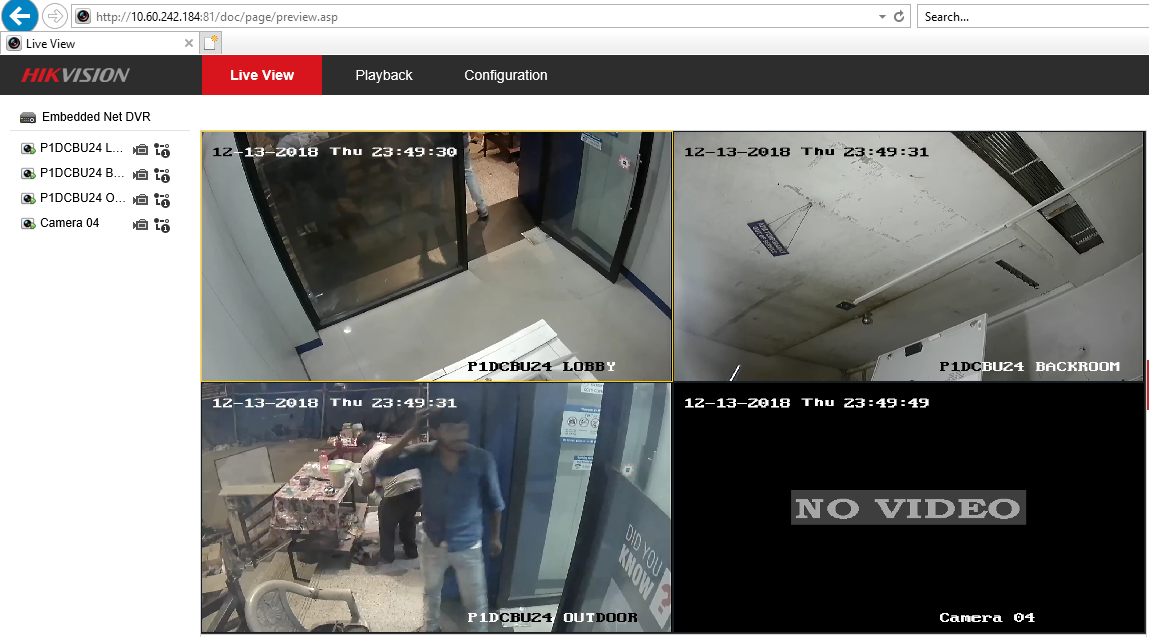 http://10.60.242.184:81/doc/page/preview.asp
Search...
Live View
HIKVISION
Live View
Playback
Configuration
Embedded Net DVR
P1DCBU24 L...
P1DCBU24 B...
P1DCBU24 O...
Camera 04
12-13-2018 Thu 23:49:30
P1DCBU24 LOBBY
12-13-2018 Thu 23:49:31
P1DCBU24 BACKROOM
12-13-2018 Thu 23:49:31
DID YOU
KNOW?
P1DCBU24 OUTDOOR
12-13-2018 Thu 23:49:49
NO VIDEO
Camera 04